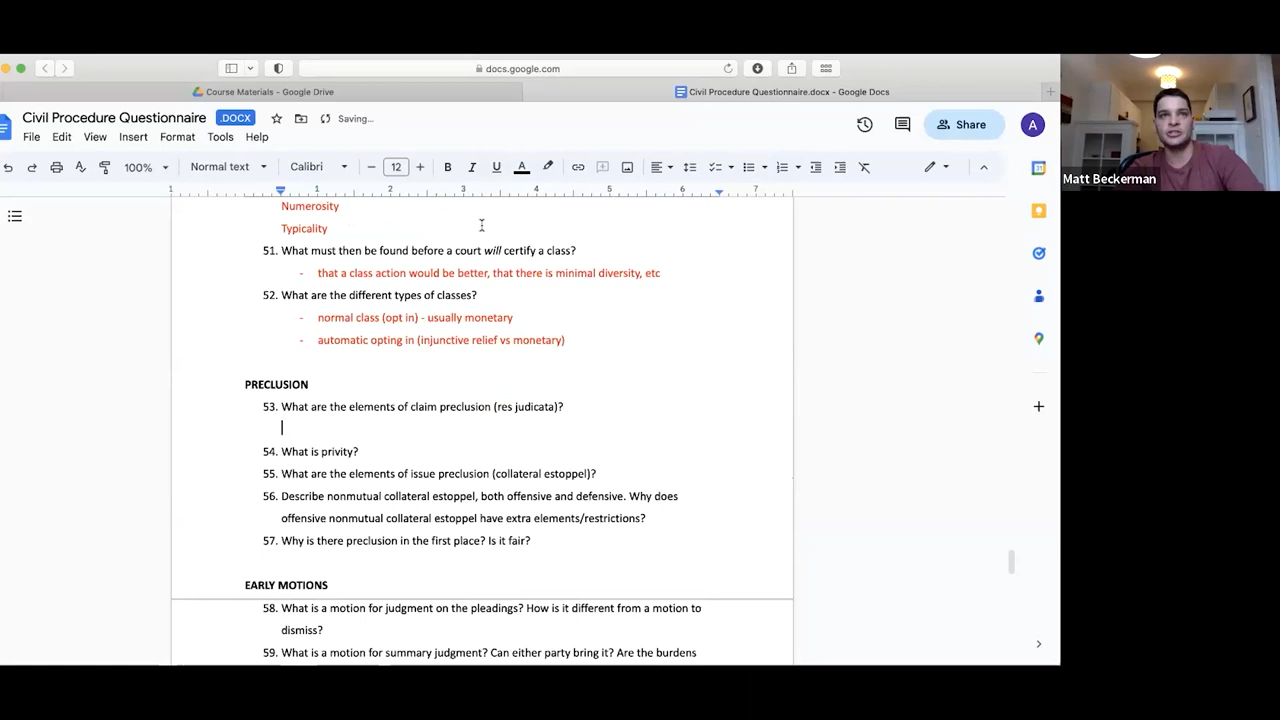 docs.google.com
Course Materials - Google Drive
Civil Procedure Questionnaire.docx - Google Docs
Civil Procedure Questionnaire
.DOCX
Saving...
File Edit View Insert Format Tools Help
Share
A
100%
Normal text
Calibri
12
B I U A
1 1 2 3 4 5 6 7
Matt Beckerman
Numerosity
Typicality
51. What must then be found before a court will certify a class?
- that a class action would be better, that there is minimal diversity, etc
52. What are the different types of classes?
- normal class (opt in) - usually monetary
- automatic opting in (injunctive relief vs monetary)
PRECLUSION
53. What are the elements of claim preclusion (res judicata)?
54. What is privity?
55. What are the elements of issue preclusion (collateral estoppel)?
56. Describe nonmutual collateral estoppel, both offensive and defensive. Why does
offensive nonmutual collateral estoppel have extra elements/restrictions?
57. Why is there preclusion in the first place? Is it fair?
EARLY MOTIONS
58. What is a motion for judgment on the pleadings? How is it different from a motion to
dismiss?
59. What is a motion for summary judgment? Can either party bring it? Are the burdens